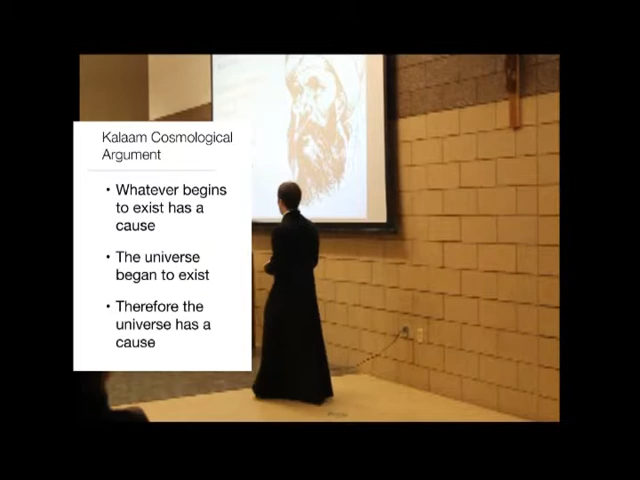 Kalaam Cosmological
Argument
• Whatever begins
to exist has a
cause
• The universe
began to exist
• Therefore the
universe has a
cause